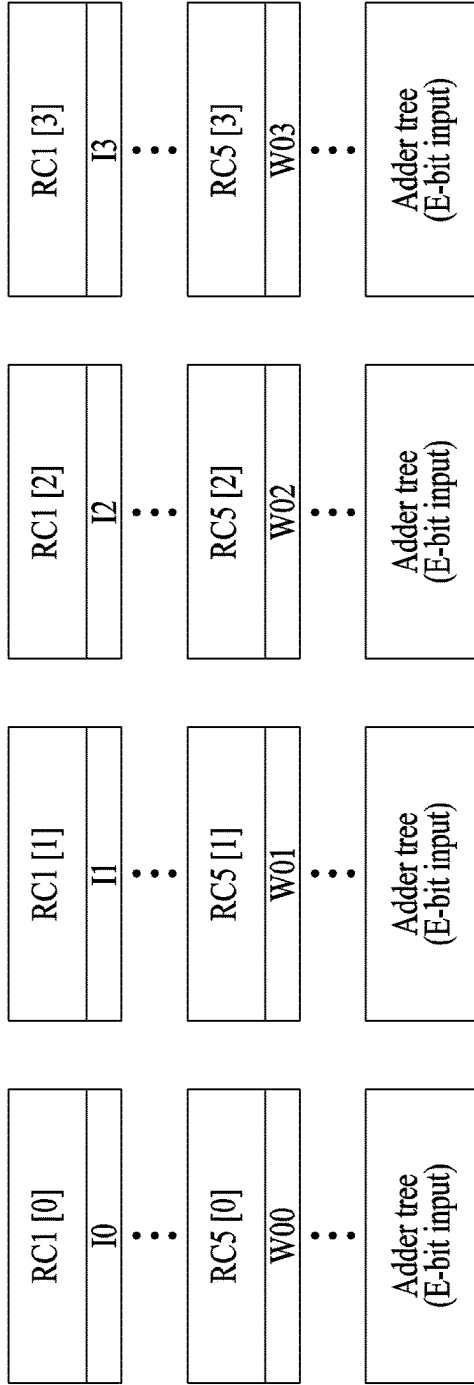 RC1 [0]
RC1 [1]
RC1 [2]
RC1 [3]
I0
I1
I2
I3
RC5 [0]
RC5 [1]
RC5 [2]
RC5 [3]
W00
W01
W02
W03
Adder tree
(E-bit input)
Adder tree
(E-bit input)
Adder tree
(E-bit input)
Adder tree
(E-bit input)